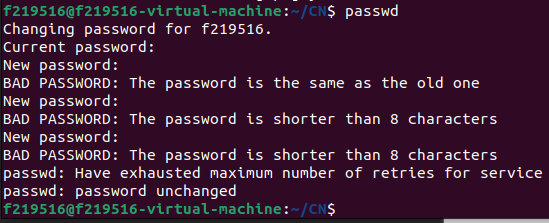 f219516@f219516-virtual-machine:~/CN$ passwd
Changing password for f219516.
Current password:
New password:
BAD PASSWORD: The password is the same as the old one
New password:
BAD PASSWORD: The password is shorter than 8 characters
New password:
BAD PASSWORD: The password is shorter than 8 characters
passwd: Have exhausted maximum number of retries for service
passwd: password unchanged
f219516@f219516-virtual-machine:~/CN$